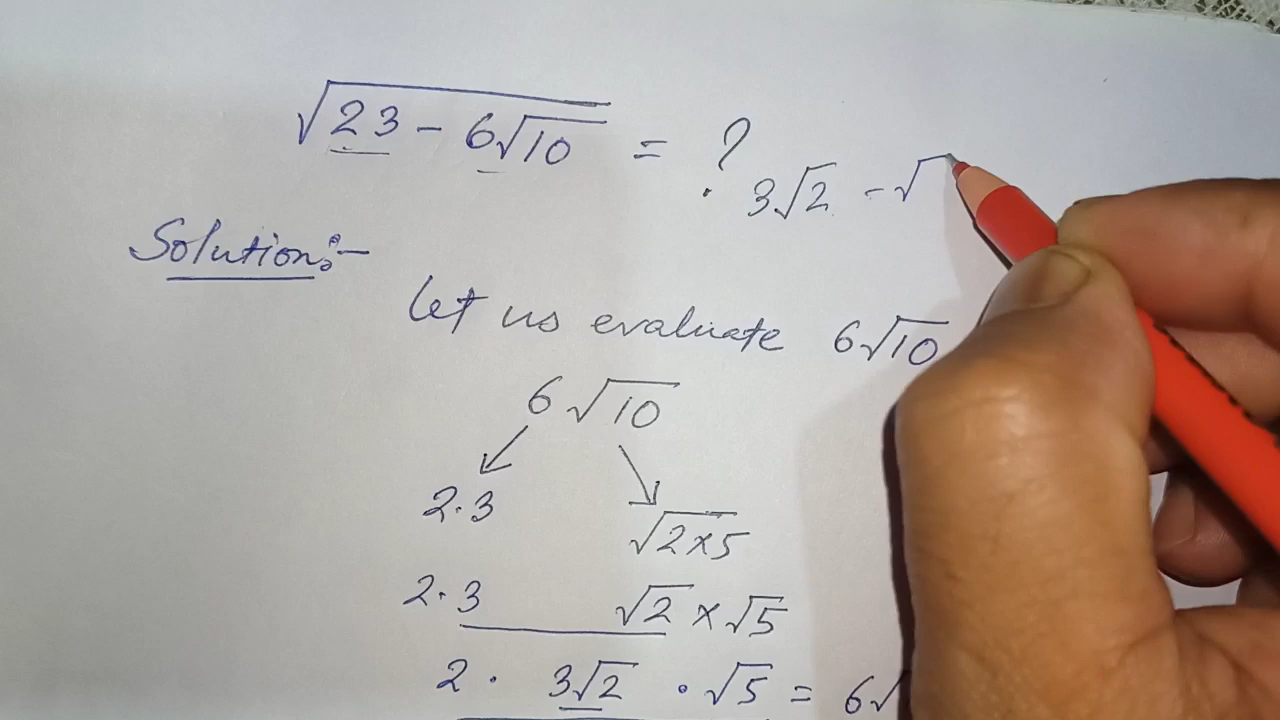 √23 - 6√10 = ?
3√2 - √
Solution:-
Let us evaluate 6√10
6 √10
2·3 √2×5
2·3 √2 × √5
2 · 3√2 · √5 = 6√